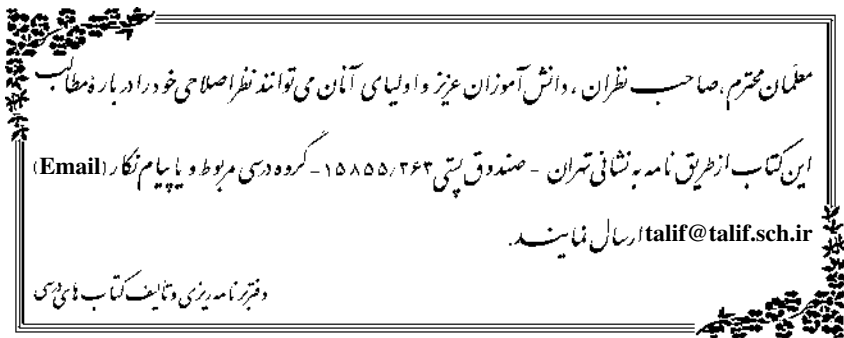 معلّمان محترم، صاحب نظران، دانش آموزان عزیز و اولیای آنان می توانند نظر اصلاحی خود را دربارهٔ مطالب
این کتاب از طریق نامه به نشانی تهران - صندوق پستی ۱۵۸۵۵/۳۶۳ - گروه درسی مربوط و یا پیام نگار (Email)
talif@talif.sch.ir ارسال نمایند.
دفتر برنامه ریزی و تألیف کتاب های درسی